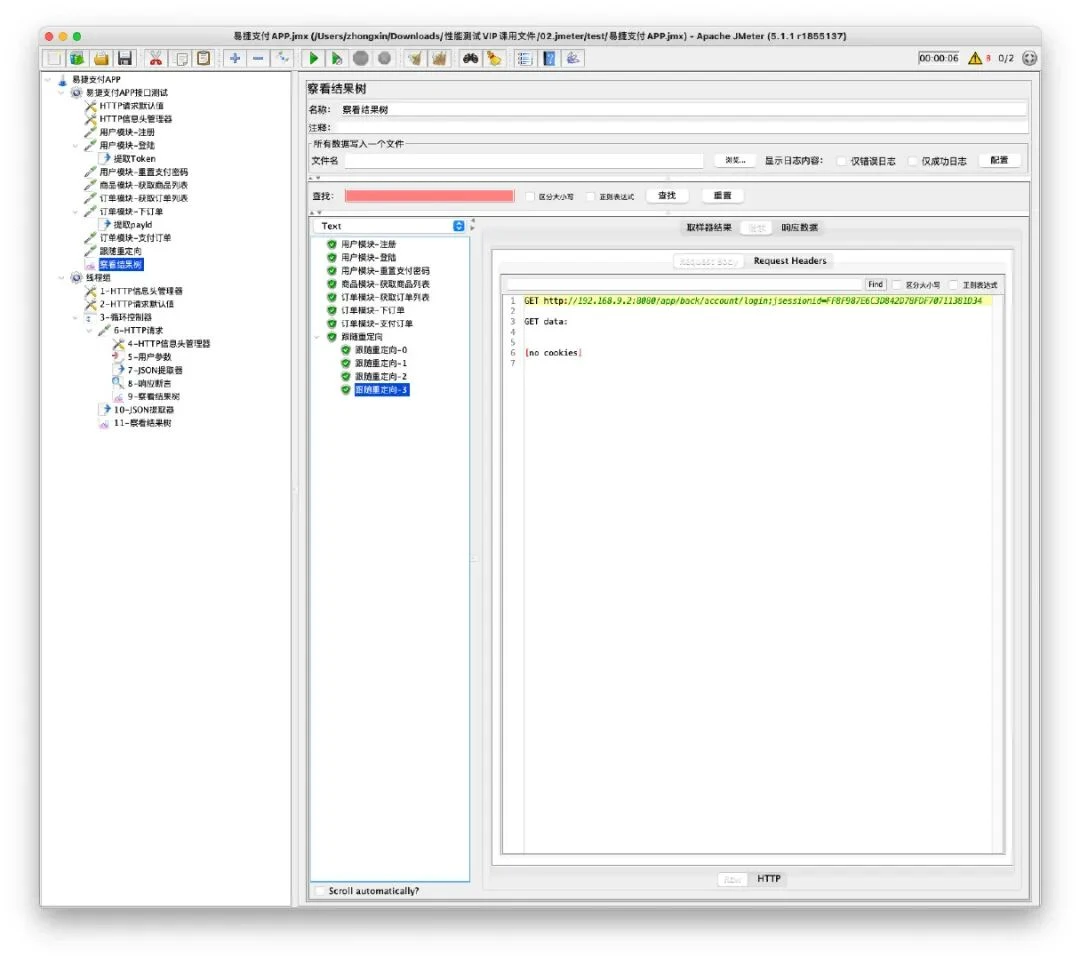 易捷支付APP.jmx (/Users/zhongxin/Downloads/性能测试VIP课用文件/02.jmeter/test/易捷支付APP.jmx) - Apache JMeter (5.1.1 r1855137)
00:00:06 8 0/2
易捷支付APP
易捷支付APP接口测试
HTTP请求默认值
HTTP信息头管理器
用户模块-注册
用户模块-登陆
提取Token
用户模块-重置支付密码
商品模块-获取商品列表
订单模块-获取订单列表
订单模块-下订单
提取payId
订单模块-支付订单
跟随重定向
察看结果树
线程组
1-HTTP信息头管理器
2-HTTP请求默认值
3-循环控制器
6-HTTP请求
4-HTTP信息头管理器
5-用户参数
7-JSON提取器
8-响应断言
9-察看结果树
10-JSON提取器
11-察看结果树
察看结果树
名称: 察看结果树
注释:
所有数据写入一个文件
文件名 浏览... 显示日志内容: 仅错误日志 仅成功日志 配置
查找: 区分大小写 正则表达式 查找 重置
Text
用户模块-注册
用户模块-登陆
用户模块-重置支付密码
商品模块-获取商品列表
订单模块-获取订单列表
订单模块-下订单
订单模块-支付订单
跟随重定向
跟随重定向-0
跟随重定向-1
跟随重定向-2
跟随重定向-3
Scroll automatically?
取样器结果 请求 响应数据
Request Body Request Headers
Find 区分大小写 正则表达式
1 GET http://192.168.9.2:8080/app/back/account/login;jsessionid=FF8F987E6C3D842D78FDF70711381D34
2
3 GET data:
4
5
6 [no cookies]
7
Raw HTTP